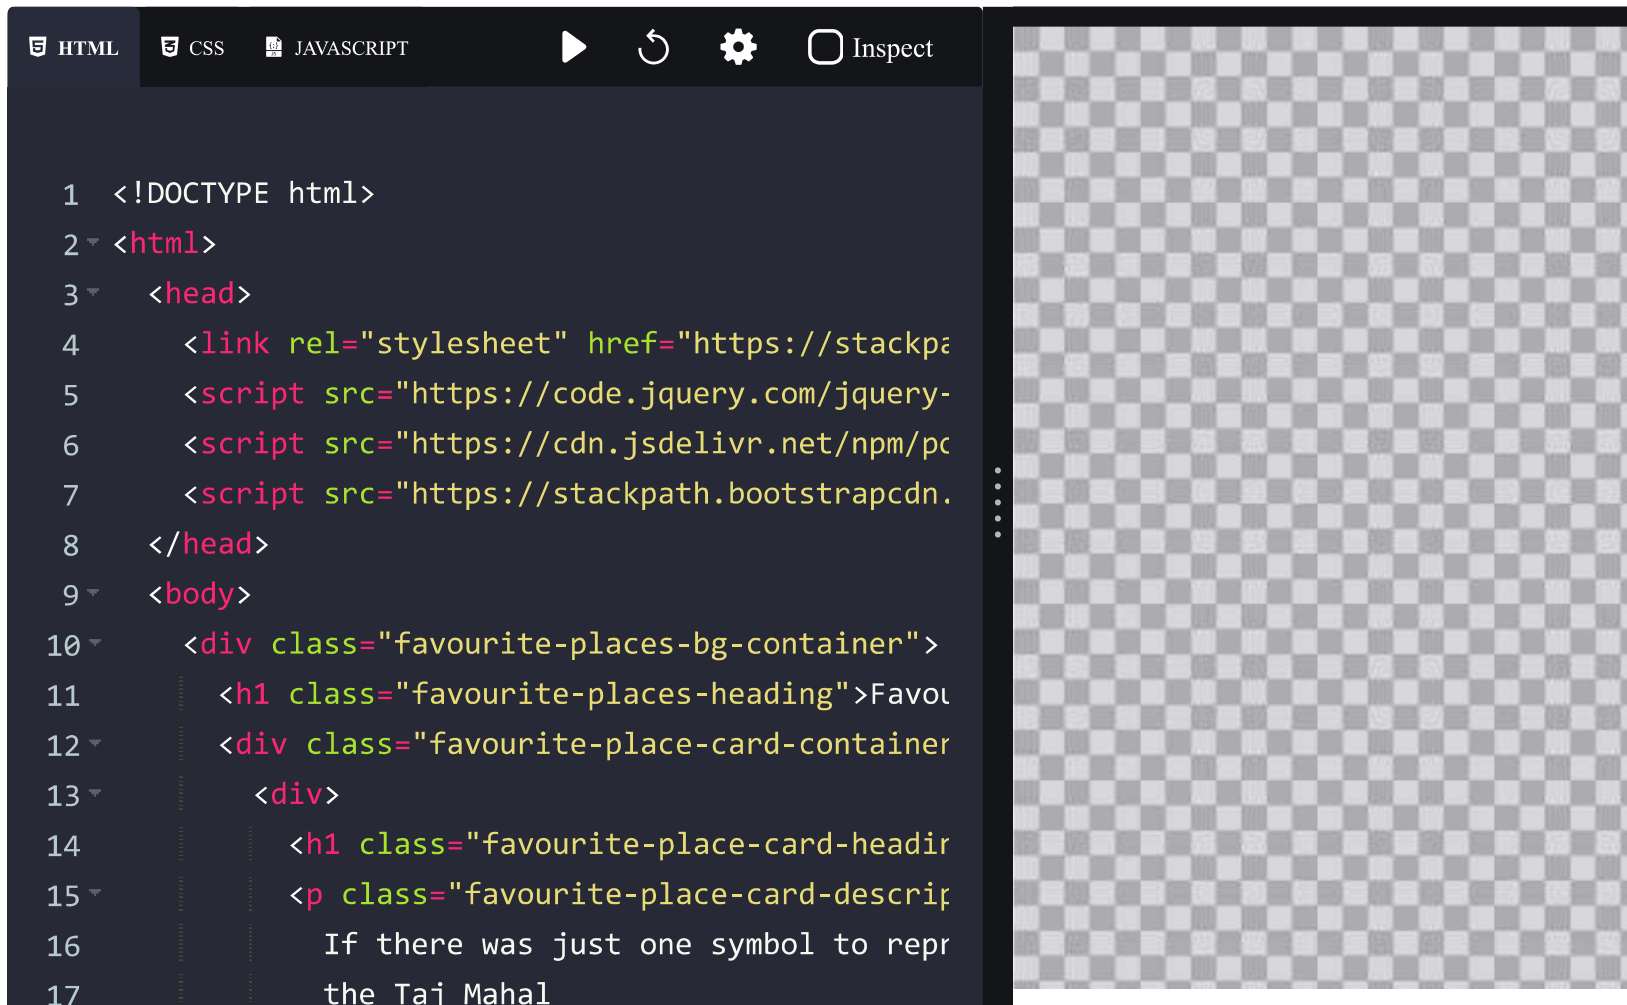 HTML CSS JAVASCRIPT Inspect
1 <!DOCTYPE html>
2 <html>
3 <head>
4 <link rel="stylesheet" href="https://stackpa
5 <script src="https://code.jquery.com/jquery-
6 <script src="https://cdn.jsdelivr.net/npm/po
7 <script src="https://stackpath.bootstrapcdn.
8 </head>
9 <body>
10 <div class="favourite-places-bg-container">
11 <h1 class="favourite-places-heading">Favou
12 <div class="favourite-place-card-container
13 <div>
14 <h1 class="favourite-place-card-headin
15 <p class="favourite-place-card-descrip
16 If there was just one symbol to repr
17 the Taj Mahal